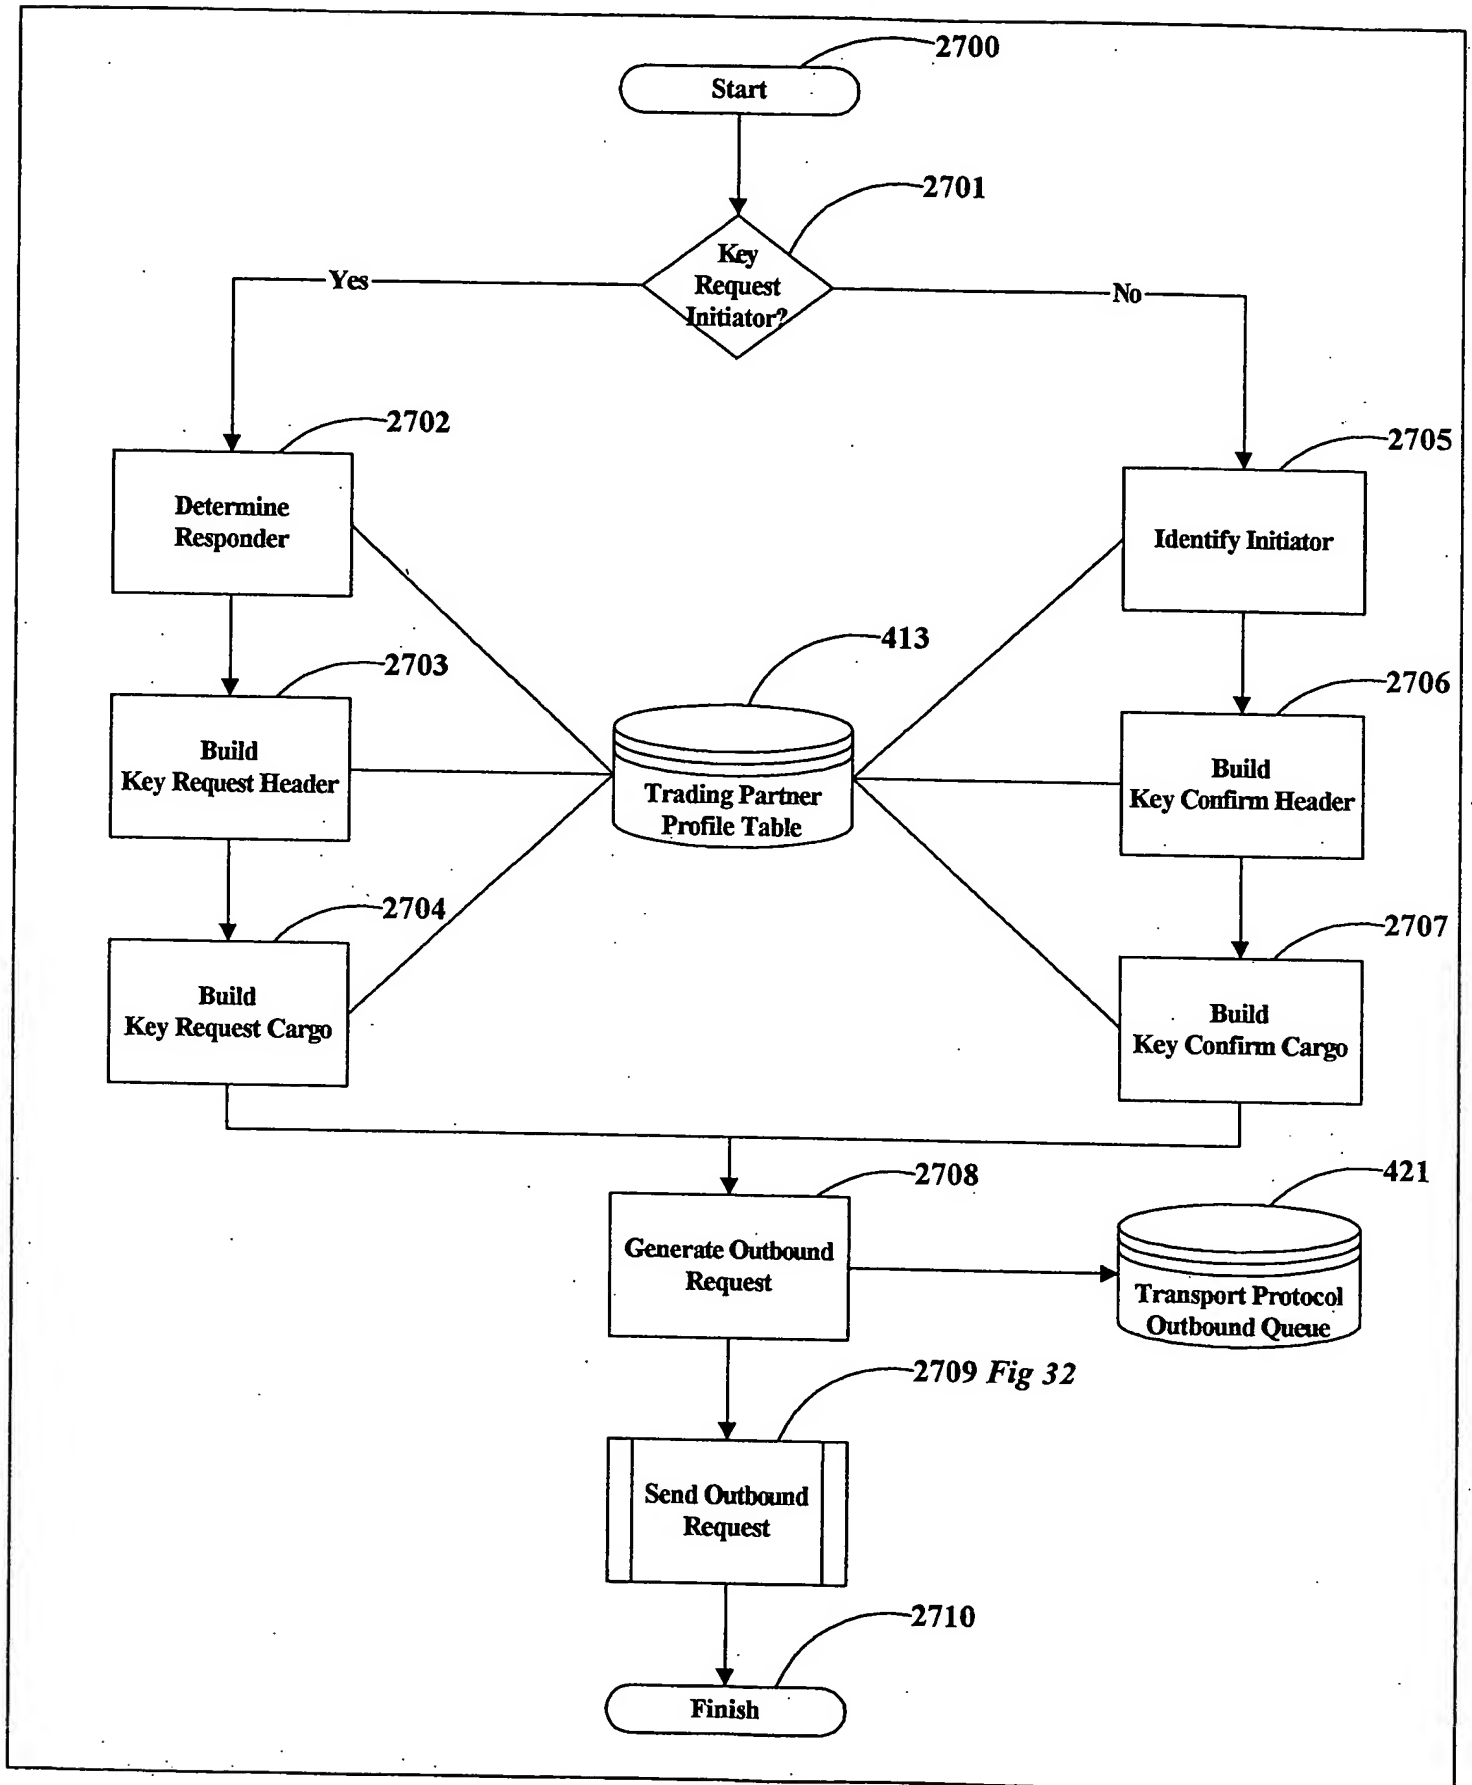 2700
Start
2701
Key
Request
Initiator?
Yes
No
2702
Determine
Responder
2705
Identify Initiator
413
2703
Build
Key Request Header
Trading Partner
Profile Table
2706
Build
Key Confirm Header
2704
Build
Key Request Cargo
2707
Build
Key Confirm Cargo
2708
Generate Outbound
Request
421
Transport Protocol
Outbound Queue
2709 Fig 32
Send Outbound
Request
2710
Finish